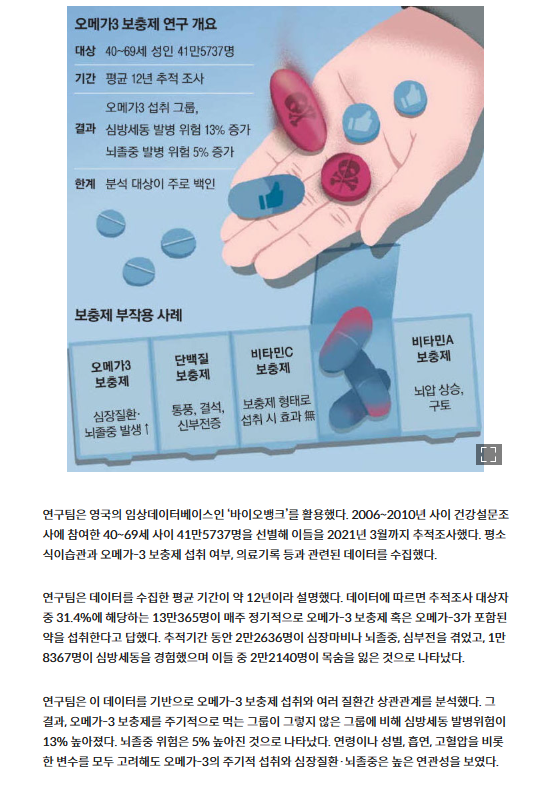 오메가3 보충제 연구 개요
대상 40~69세 성인 41만5737명
기간 평균 12년 추적 조사
결과 오메가3 섭취 그룹,
심방세동 발병 위험 13% 증가
뇌졸중 발병 위험 5% 증가
한계 분석 대상이 주로 백인
보충제 부작용 사례
오메가3
보충제
심장질환·
뇌졸중 발생↑
단백질
보충제
통풍, 결석,
신부전증
비타민C
보충제
보충제 형태로
섭취 시 효과 無
비타민A
보충제
뇌압 상승,
구토
연구팀은 영국의 임상데이터베이스인 '바이오뱅크'를 활용했다. 2006~2010년 사이 건강설문조
사에 참여한 40~69세 사이 41만5737명을 선별해 이들을 2021년 3월까지 추적조사했다. 평소
식이습관과 오메가-3 보충제 섭취 여부, 의료기록 등과 관련된 데이터를 수집했다.
연구팀은 데이터를 수집한 평균 기간이 약 12년이라 설명했다. 데이터에 따르면 추적조사 대상자
중 31.4%에 해당하는 13만365명이 매주 정기적으로 오메가-3 보충제 혹은 오메가-3가 포함된
약을 섭취한다고 답했다. 추적기간 동안 2만2636명이 심장마비나 뇌졸중, 심부전을 겪었고, 1만
8367명이 심방세동을 경험했으며 이들 중 2만2140명이 목숨을 잃은 것으로 나타났다.
연구팀은 이 데이터를 기반으로 오메가-3 보충제 섭취와 여러 질환간 상관관계를 분석했다. 그
결과, 오메가-3 보충제를 주기적으로 먹는 그룹이 그렇지 않은 그룹에 비해 심방세동 발병위험이
13% 높아졌다. 뇌졸중 위험은 5% 높아진 것으로 나타났다. 연령이나 성별, 흡연, 고혈압을 비롯
한 변수를 모두 고려해도 오메가-3의 주기적 섭취와 심장질환·뇌졸중은 높은 연관성을 보였다.